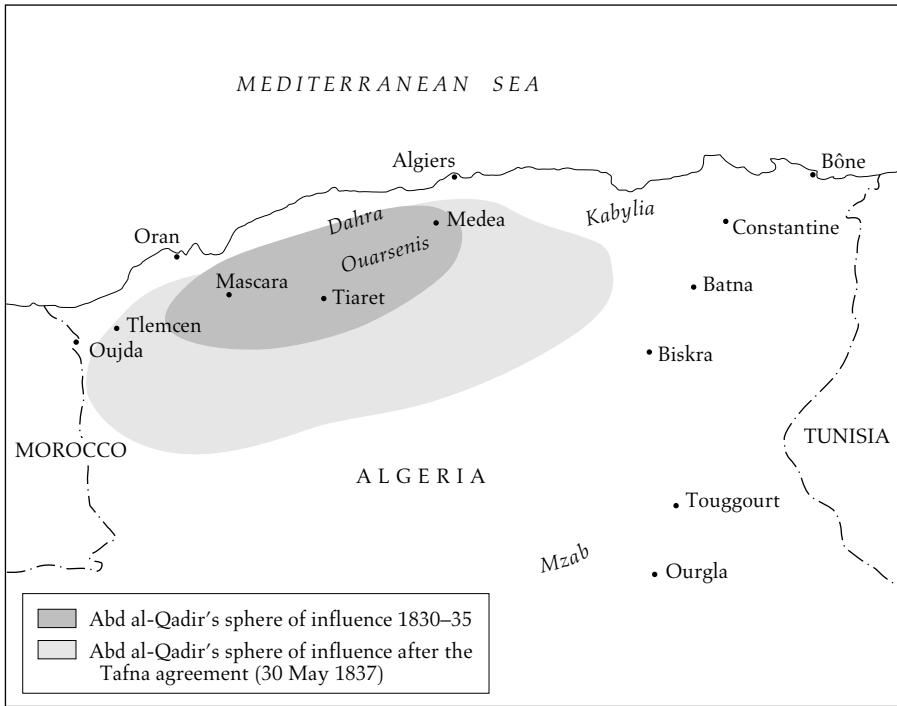 MEDITERRANEAN SEA
Algiers
Bône
Dahra
Medea
Kabylia
Constantine
Oran
Ouarsenis
Mascara
Tiaret
Batna
Tlemcen
Oujda
Biskra
MOROCCO
TUNISIA
ALGERIA
Touggourt
Mzab
Ourgla
Abd al-Qadir's sphere of influence 1830–35
Abd al-Qadir's sphere of influence after the
Tafna agreement (30 May 1837)